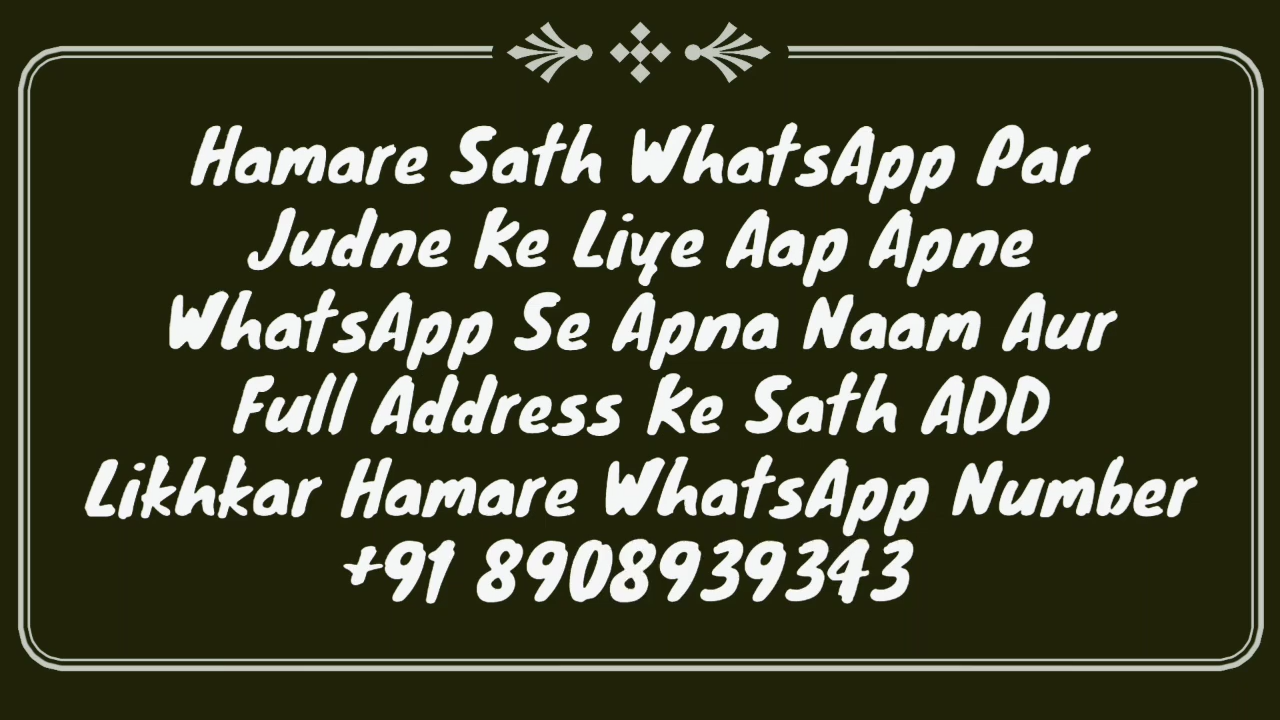 Hamare Sath WhatsApp Par
Judne Ke Liye Aap Apne
WhatsApp Se Apna Naam Aur
Full Address Ke Sath ADD
Likhkar Hamare WhatsApp Number
+91 8908939343